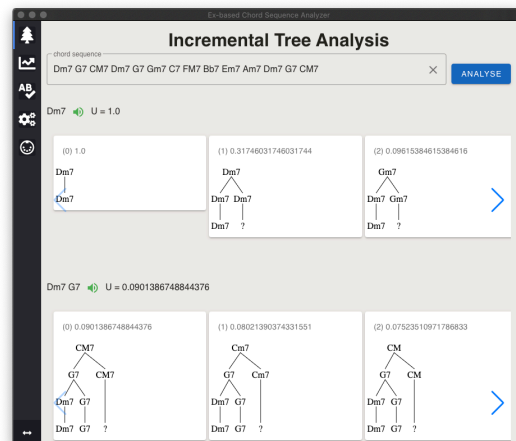 Ex-based Chord Sequence Analyzer
Incremental Tree Analysis
chord sequence
Dm7 G7 CM7 Dm7 G7 Gm7 C7 FM7 Bb7 Em7 Am7 Dm7 G7 CM7
ANALYSE
AB
Dm7 U = 1.0
(0) 1.0
Dm7
Dm7
(1) 0.31746031746031744
Dm7
Dm7 Dm7
Dm7 ?
(2) 0.09615384615384616
Gm7
Dm7 Gm7
Dm7 ?
Dm7 G7 U = 0.0901386748844376
(0) 0.0901386748844376
CM7
G7 CM7
Dm7 G7
Dm7 G7 ?
(1) 0.08021390374331551
Cm7
G7 Cm7
Dm7 G7
Dm7 G7 ?
(2) 0.07523510971786833
CM
G7 CM
Dm7 G7
Dm7 G7 ?